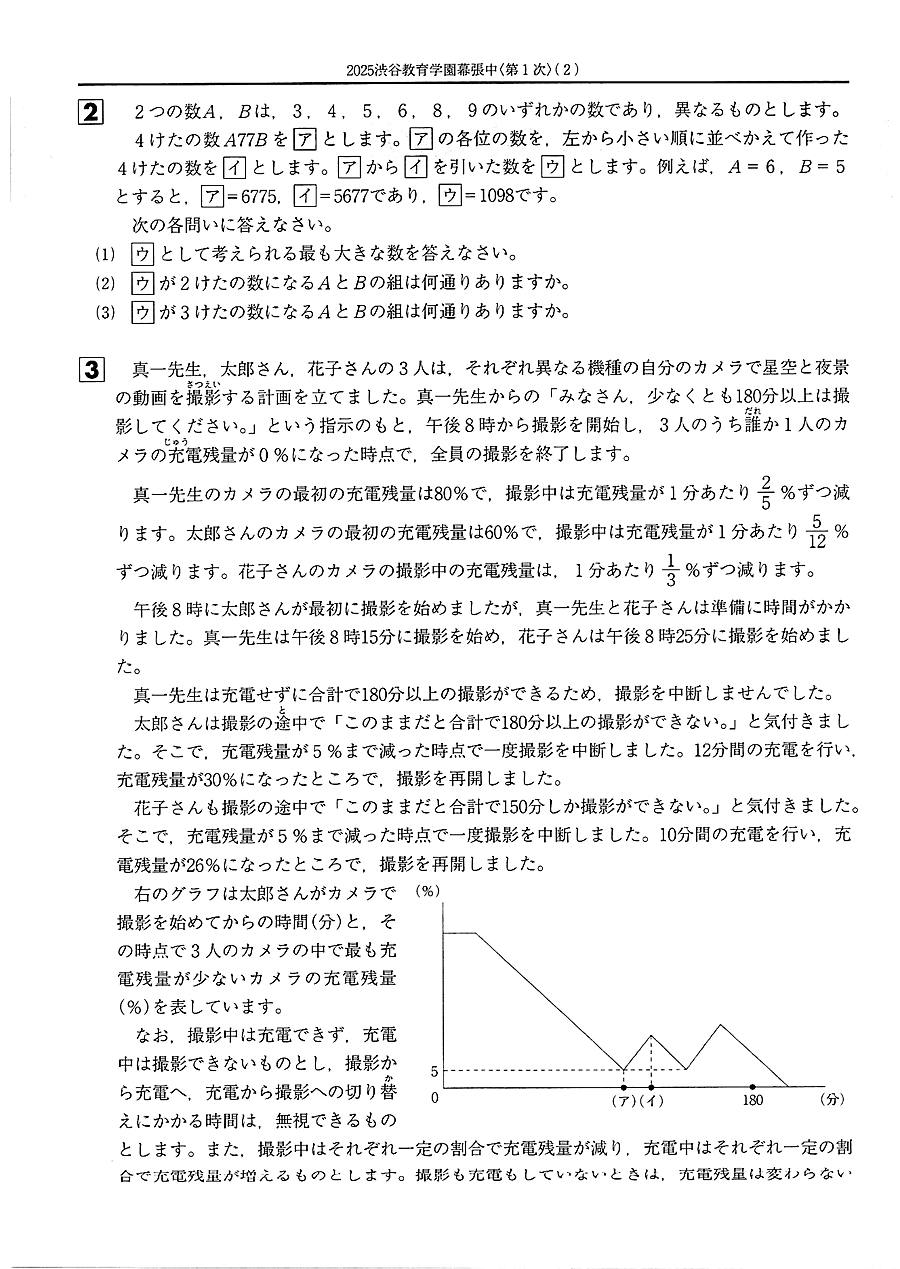 2025渋谷教育学園幕張中〈第1次〉(2)
2 2つの数A，Bは，3，4，5，6，8，9のいずれかの数であり，異なるものとします。
4けたの数A77Bをアとします。アの各位の数を，左から小さい順に並べかえて作った
4けたの数をイとします。アからイを引いた数をウとします。例えば，A＝6，B＝5
とすると，ア＝6775，イ＝5677であり，ウ＝1098です。
次の各問いに答えなさい。
(1) ウとして考えられる最も大きな数を答えなさい。
(2) ウが2けたの数になるAとBの組は何通りありますか。
(3) ウが3けたの数になるAとBの組は何通りありますか。
3 真一先生，太郎さん，花子さんの3人は，それぞれ異なる機種の自分のカメラで星空と夜景
さつえい
の動画を撮影する計画を立てました。真一先生からの「みなさん，少なくとも180分以上は撮
だれ
影してください。」という指示のもと，午後8時から撮影を開始し，3人のうち誰か1人のカ
じゅう
メラの充電残量が0％になった時点で，全員の撮影を終了します。
真一先生のカメラの最初の充電残量は80％で，撮影中は充電残量が1分あたり2/5％ずつ減
ります。太郎さんのカメラの最初の充電残量は60％で，撮影中は充電残量が1分あたり5/12％
ずつ減ります。花子さんのカメラの撮影中の充電残量は，1分あたり1/3％ずつ減ります。
午後8時に太郎さんが最初に撮影を始めましたが，真一先生と花子さんは準備に時間がかか
りました。真一先生は午後8時15分に撮影を始め，花子さんは午後8時25分に撮影を始めまし
た。
真一先生は充電せずに合計で180分以上の撮影ができるため，撮影を中断しませんでした。
と
太郎さんは撮影の途中で「このままだと合計で180分以上の撮影ができない。」と気付きまし
た。そこで，充電残量が5％まで減った時点で一度撮影を中断しました。12分間の充電を行い，
充電残量が30％になったところで，撮影を再開しました。
花子さんも撮影の途中で「このままだと合計で150分しか撮影ができない。」と気付きました。
そこで，充電残量が5％まで減った時点で一度撮影を中断しました。10分間の充電を行い，充
電残量が26％になったところで，撮影を再開しました。
右のグラフは太郎さんがカメラで
撮影を始めてからの時間(分)と，そ
の時点で3人のカメラの中で最も充
電残量が少ないカメラの充電残量
(％)を表しています。
なお，撮影中は充電できず，充電
中は撮影できないものとし，撮影か
か
ら充電へ，充電から撮影への切り替
えにかかる時間は，無視できるもの
(％)
5
0
(ア)(イ)
180
(分)
とします。また，撮影中はそれぞれ一定の割合で充電残量が減り，充電中はそれぞれ一定の割
合で充電残量が増えるものとします。撮影も充電もしていないときは，充電残量は変わらない